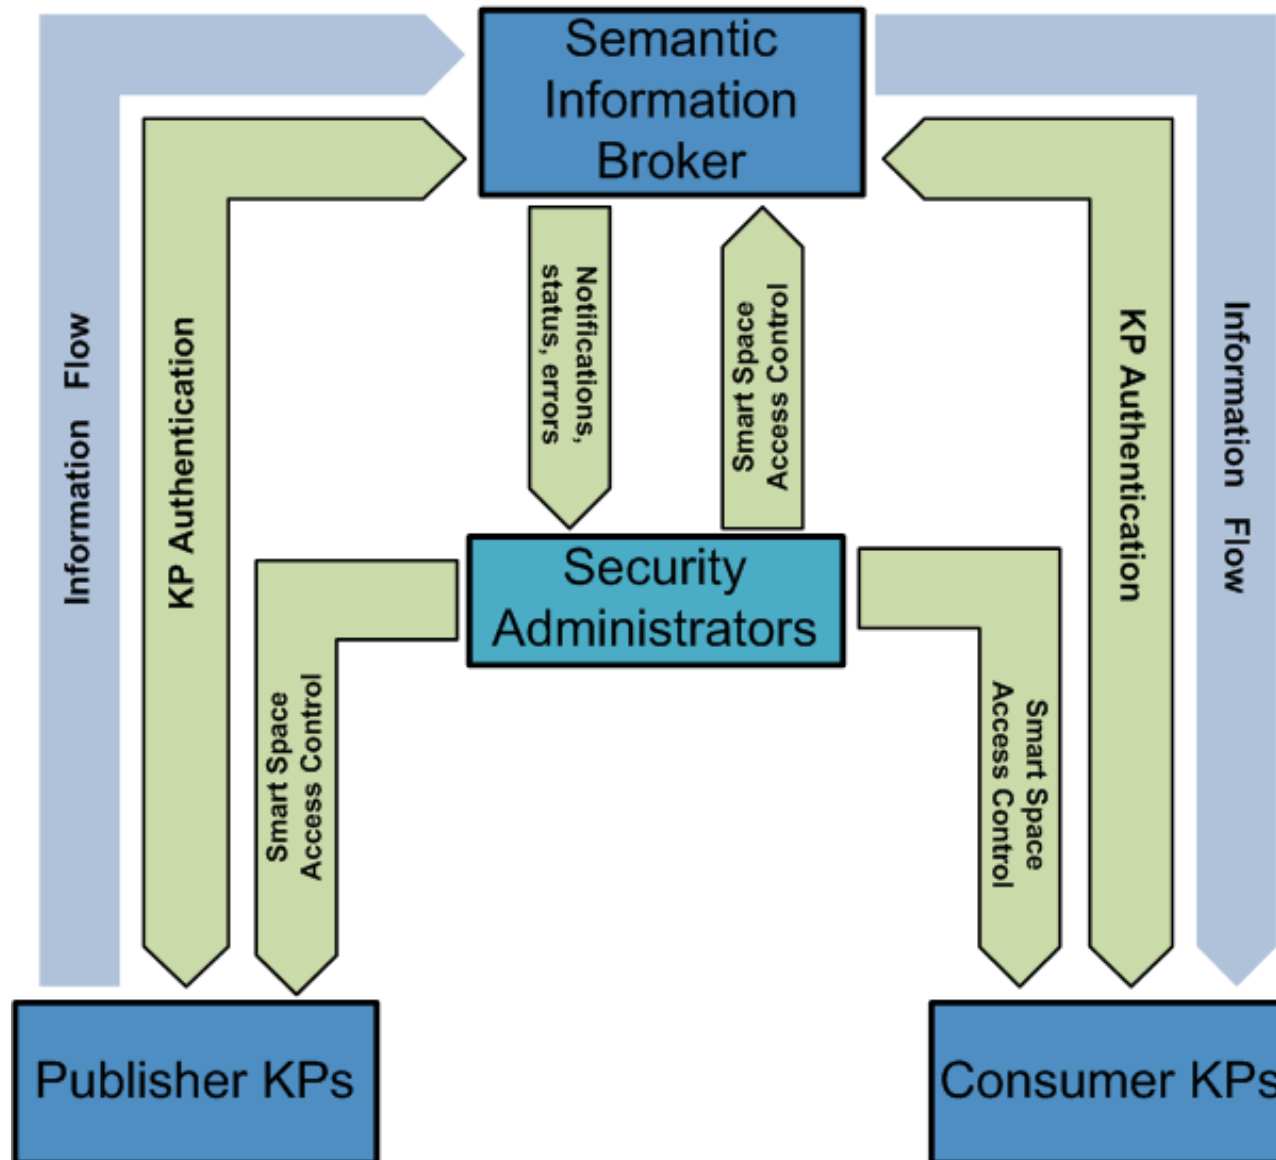 Semantic
Information
Broker
Information Flow
KP Authentication
Notifications,
status, errors
Smart Space
Access Control
KP Authentication
Information Flow
Security
Administrators
Smart Space
Access Control
Smart Space
Access Control
Publisher KPs
Consumer KPs